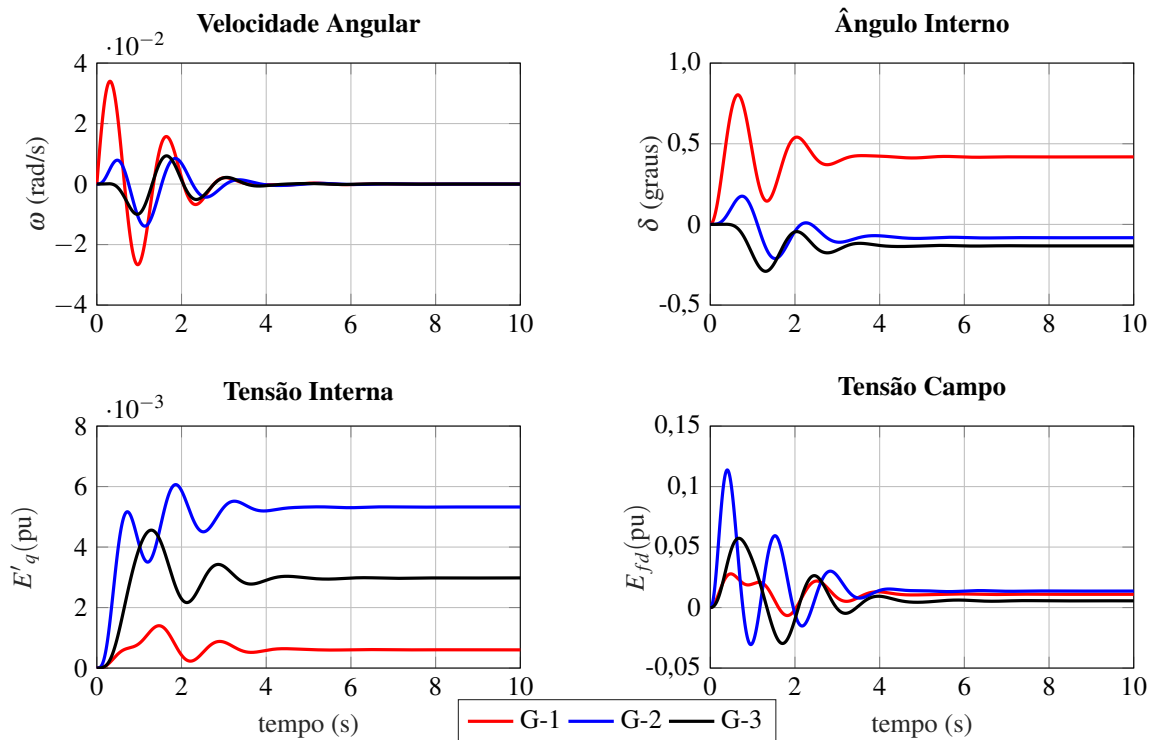 Velocidade Angular
·10−2
4
2
0
−2
−4
ω (rad/s)
0 2 4 6 8 10
Ângulo Interno
1,0
0,5
0
-0,5
δ (graus)
0 2 4 6 8 10
Tensão Interna
·10−3
8
6
4
2
0
E′q(pu)
0 2 4 6 8 10
tempo (s)
Tensão Campo
0,15
0,1
0,05
0
-0,05
Efd(pu)
0 2 4 6 8 10
tempo (s)
G-1 G-2 G-3